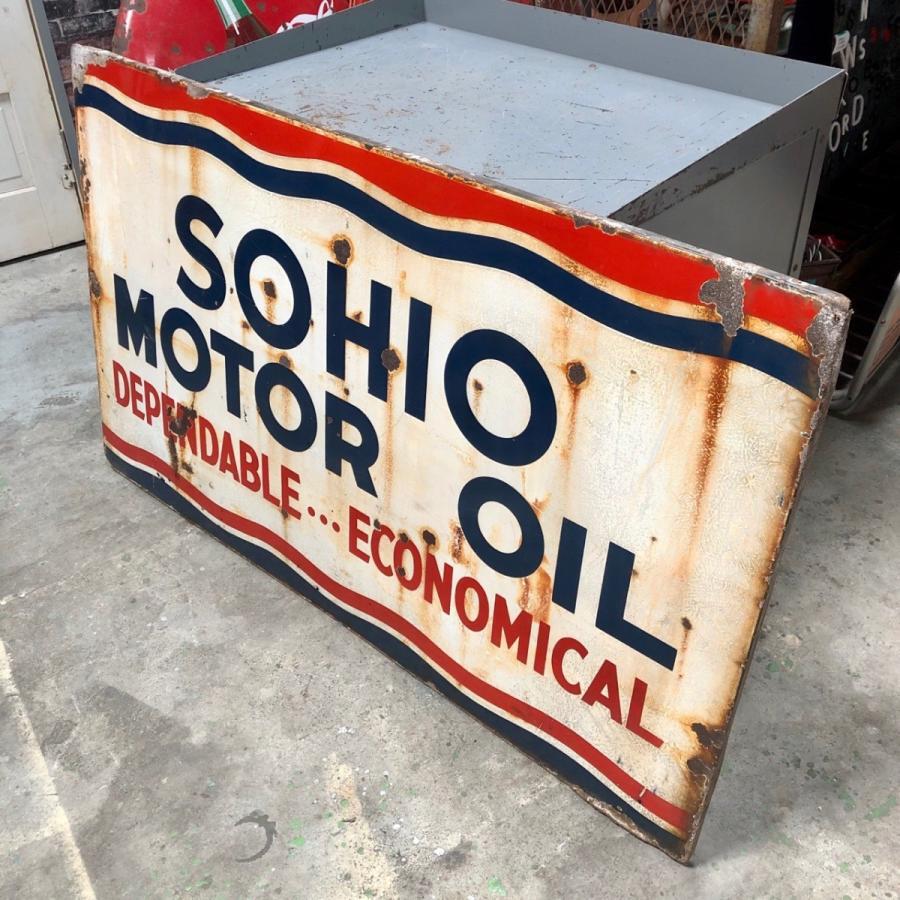 SOHIO
MOTOR OIL
DEPENDABLE... ECONOMICAL